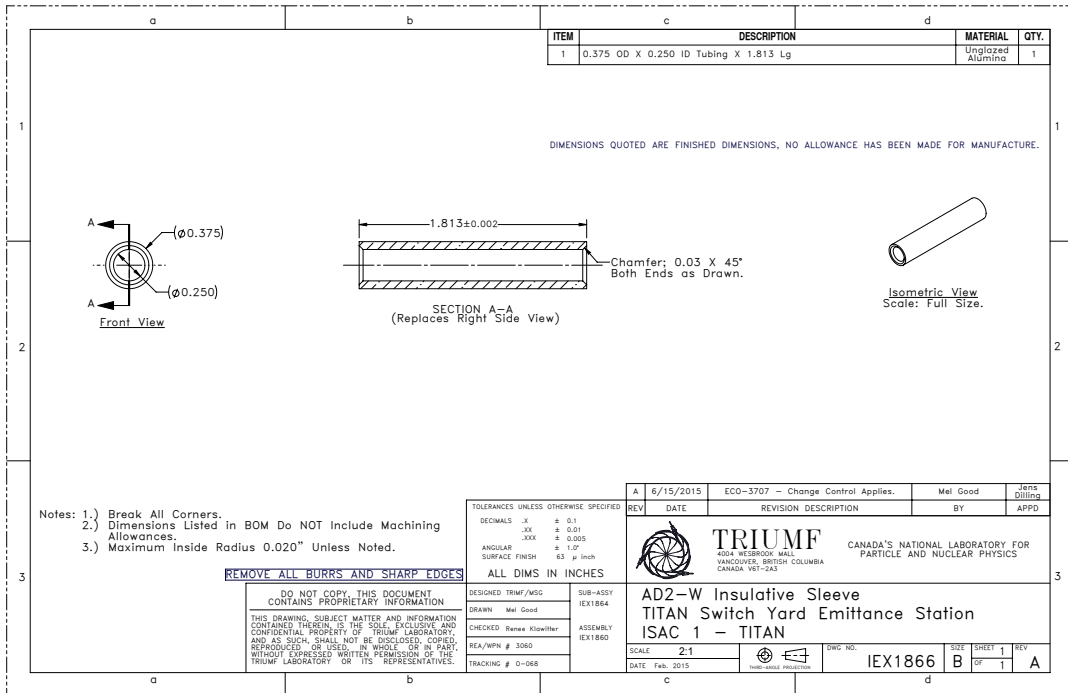 a b c d
ITEM DESCRIPTION MATERIAL QTY.
1 0.375 OD X 0.250 ID Tubing X 1.813 Lg Unglazed Alumina 1
1 1
DIMENSIONS QUOTED ARE FINISHED DIMENSIONS, NO ALLOWANCE HAS BEEN MADE FOR MANUFACTURE.
A
(ø0.375)
(ø0.250)
A
Front View
1.813±0.002
Chamfer; 0.03 X 45°
Both Ends as Drawn.
SECTION A-A
(Replaces Right Side View)
Isometric View
Scale: Full Size.
2 2
Notes: 1.) Break All Corners.
2.) Dimensions Listed in BOM Do NOT Include Machining
Allowances.
3.) Maximum Inside Radius 0.020" Unless Noted.
REMOVE ALL BURRS AND SHARP EDGES
DO NOT COPY, THIS DOCUMENT
CONTAINS PROPRIETARY INFORMATION
THIS DRAWING, SUBJECT MATTER AND INFORMATION
CONTAINED THEREIN, IS THE SOLE, EXCLUSIVE AND
CONFIDENTIAL PROPERTY OF TRIUMF LABORATORY,
AND AS SUCH, SHALL NOT BE DISCLOSED, COPIED,
REPRODUCED OR USED, IN WHOLE OR IN PART,
WITHOUT EXPRESSED WRITTEN PERMISSION OF THE
TRIUMF LABORATORY OR ITS REPRESENTATIVES.
TOLERANCES UNLESS OTHERWISE SPECIFIED
DECIMALS .X ± 0.1
.XX ± 0.01
.XXX ± 0.005
ANGULAR ± 1.0°
SURFACE FINISH 63 µ inch
ALL DIMS IN INCHES
DESIGNED TRIMF/MSG
DRAWN Mel Good
CHECKED Renee Klawitter
REA/WPN # 3060
TRACKING # O-068
SUB-ASSY
IEX1864
ASSEMBLY
IEX1860
A 6/15/2015 ECO-3707 - Change Control Applies. Mel Good Jens Dilling
REV DATE REVISION DESCRIPTION BY APPD
TRIUMF
4004 WESBROOK MALL
VANCOUVER, BRITISH COLUMBIA
CANADA V6T-2A3
CANADA'S NATIONAL LABORATORY FOR
PARTICLE AND NUCLEAR PHYSICS
3 3
AD2-W Insulative Sleeve
TITAN Switch Yard Emittance Station
ISAC 1 - TITAN
SCALE 2:1
DATE Feb. 2015
THIRD-ANGLE PROJECTION
DWG NO. IEX1866
SIZE B
SHEET 1
OF 1
REV A
a b c d